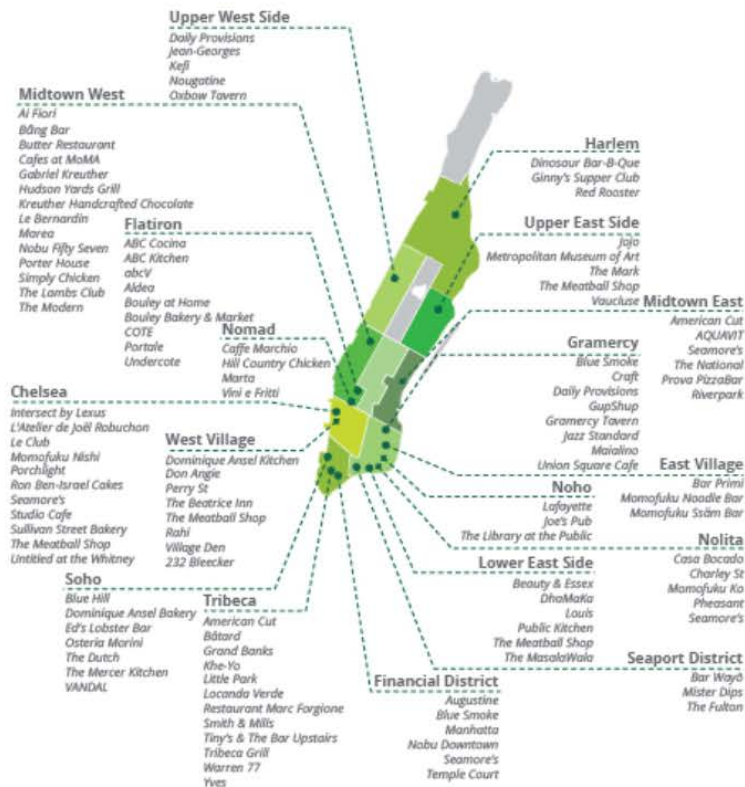 Upper West Side
Daily Provisions
Jean-Georges
Kefi
Nougatine
Oxbow Tavern
Midtown West
Ai Fiori
Bāng Bar
Butter Restaurant
Cafes at MoMA
Gabriel Kreuther
Hudson Yards Grill
Kreuther Handcrafted Chocolate
Le Bernardin
Marea
Nobu Fifty Seven
Porter House
Simply Chicken
The Lambs Club
The Modern
Harlem
Dinosaur Bar-B-Que
Ginny's Supper Club
Red Rooster
Flatiron
ABC Cocina
ABC Kitchen
abcV
Aldea
Bouley at Home
Bouley Bakery & Market
COTE
Portale
Undercote
Upper East Side
JoJo
Metropolitan Museum of Art
The Mark
The Meatball Shop
Vaucluse
Midtown East
American Cut
AQUAVIT
Seamore's
The National
Prova PizzaBar
Riverpark
Nomad
Caffe Marchio
Hill Country Chicken
Marta
Vini e Fritti
Gramercy
Blue Smoke
Craft
Daily Provisions
GupShup
Gramercy Tavern
Jazz Standard
Maialino
Union Square Cafe
Chelsea
Intersect by Lexus
L'Atelier de Joël Robuchon
Le Club
Momofuku Nishi
Porchlight
Ron Ben-Israel Cakes
Seamore's
Studio Cafe
Sullivan Street Bakery
The Meatball Shop
Untitled at the Whitney
West Village
Dominique Ansel Kitchen
Don Angie
Perry St
The Beatrice Inn
The Meatball Shop
Rahi
Village Den
232 Bleecker
East Village
Bar Primi
Momofuku Noodle Bar
Momofuku Ssäm Bar
Noho
Lafayette
Joe's Pub
The Library at the Public
Nolita
Casa Bocado
Charley St
Momofuku Ko
Pheasant
Seamore's
Lower East Side
Beauty & Essex
DhaMaKa
Louis
Public Kitchen
The Meatball Shop
The MasalaWala
Soho
Blue Hill
Dominique Ansel Bakery
Ed's Lobster Bar
Osteria Morini
The Dutch
The Mercer Kitchen
VANDAL
Tribeca
American Cut
Bâtard
Grand Banks
Khe-Yo
Little Park
Locanda Verde
Restaurant Marc Forgione
Smith & Mills
Tiny's & The Bar Upstairs
Tribeca Grill
Warren 77
Yves
Seaport District
Bar Wayō
Mister Dips
The Fulton
Financial District
Augustine
Blue Smoke
Manhatta
Nobu Downtown
Seamore's
Temple Court